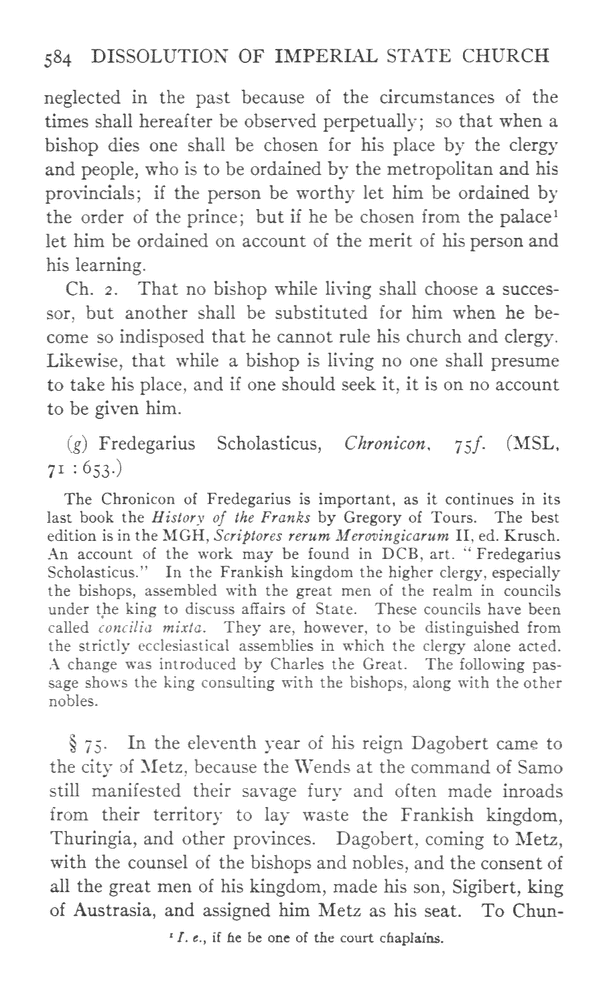 584 DISSOLUTION OF IMPERIAL STATE CHURCH
neglected in the past because of the circumstances of the
times shall hereafter be observed perpetually; so that when a
bishop dies one shall be chosen for his place by the clergy
and people, who is to be ordained by the metropolitan and his
provincials; if the person be worthy let him be ordained by
the order of the prince; but if he be chosen from the palace¹
let him be ordained on account of the merit of his person and
his learning.
Ch. 2. That no bishop while living shall choose a succes-
sor, but another shall be substituted for him when he be-
come so indisposed that he cannot rule his church and clergy.
Likewise, that while a bishop is living no one shall presume
to take his place, and if one should seek it, it is on no account
to be given him.
(g) Fredegarius Scholasticus, Chronicon, 75f. (MSL,
71 : 653.)
The Chronicon of Fredegarius is important, as it continues in its
last book the History of the Franks by Gregory of Tours. The best
edition is in the MGH, Scriptores rerum Merovingicarum II, ed. Krusch.
An account of the work may be found in DCB, art. "Fredegarius
Scholasticus." In the Frankish kingdom the higher clergy, especially
the bishops, assembled with the great men of the realm in councils
under the king to discuss affairs of State. These councils have been
called concilia mixta. They are, however, to be distinguished from
the strictly ecclesiastical assemblies in which the clergy alone acted.
A change was introduced by Charles the Great. The following pas-
sage shows the king consulting with the bishops, along with the other
nobles.
§ 75. In the eleventh year of his reign Dagobert came to
the city of Metz, because the Wends at the command of Samo
still manifested their savage fury and often made inroads
from their territory to lay waste the Frankish kingdom,
Thuringia, and other provinces. Dagobert, coming to Metz,
with the counsel of the bishops and nobles, and the consent of
all the great men of his kingdom, made his son, Sigibert, king
of Austrasia, and assigned him Metz as his seat. To Chun-
¹ I. e., if he be one of the court chaplains.